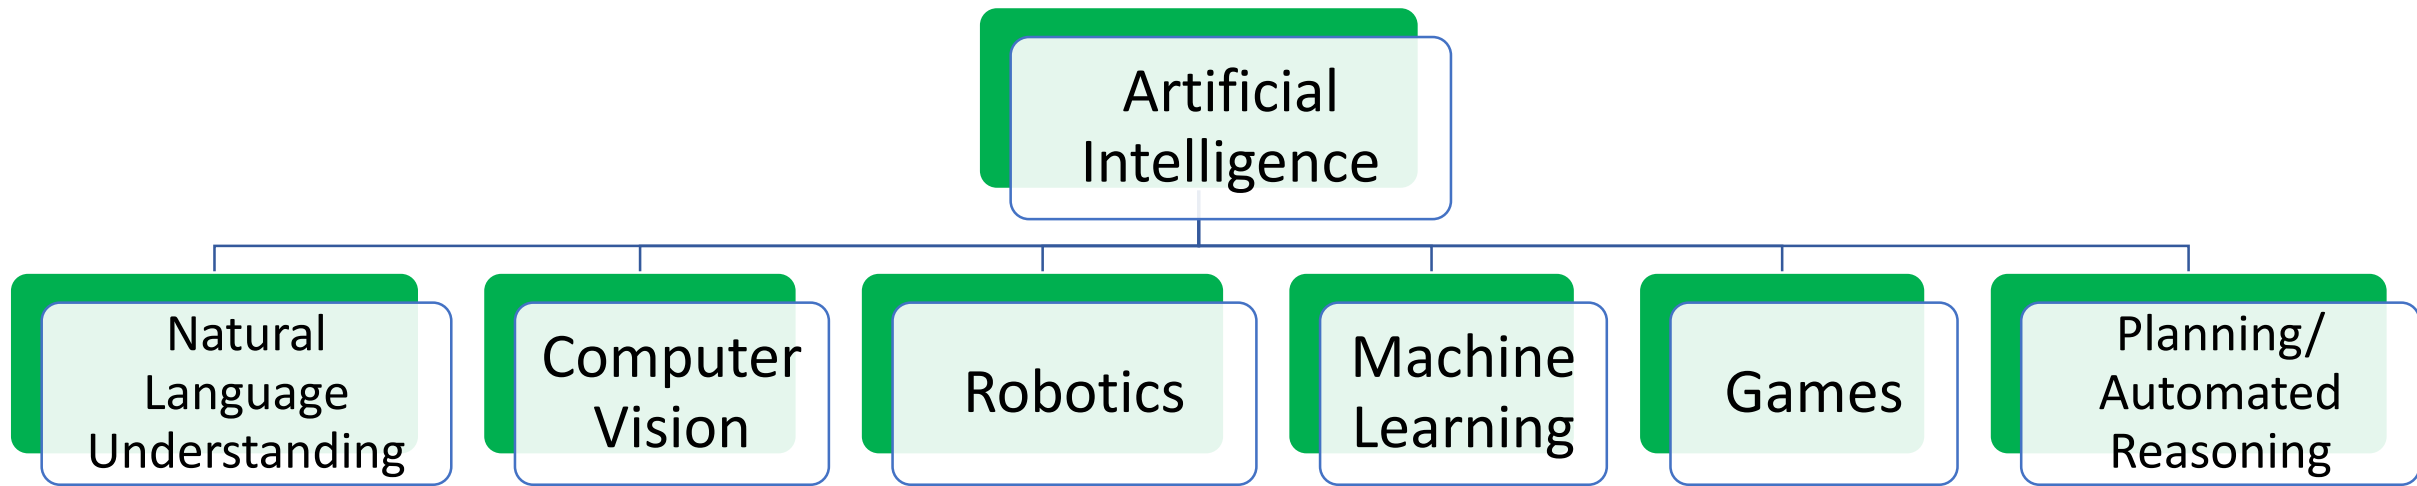 Artificial
Intelligence
Natural
Language
Understanding
Computer
Vision
Robotics
Machine
Learning
Games
Planning/
Automated
Reasoning